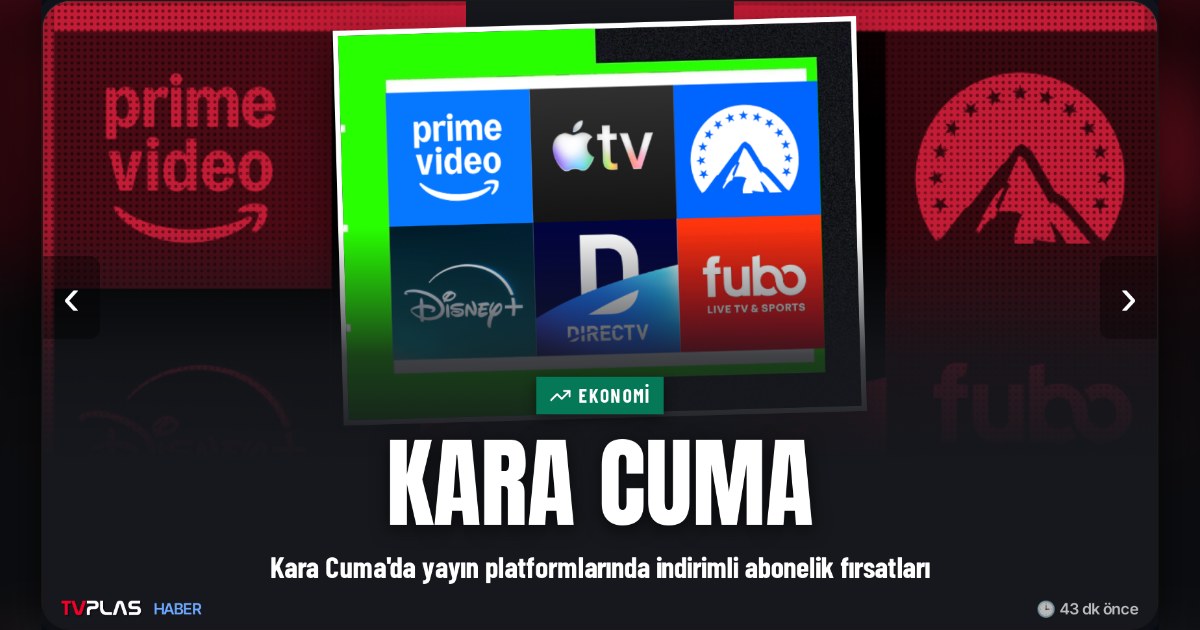 prime
video
prime
video
tv
Disney+
D
DIRECTV
fubo
LIVE TV & SPORTS
Disney+
fubo
EKONOMİ
KARA CUMA
Kara Cuma'da yayın platformlarında indirimli abonelik fırsatları
TVPLAS HABER
43 dk önce